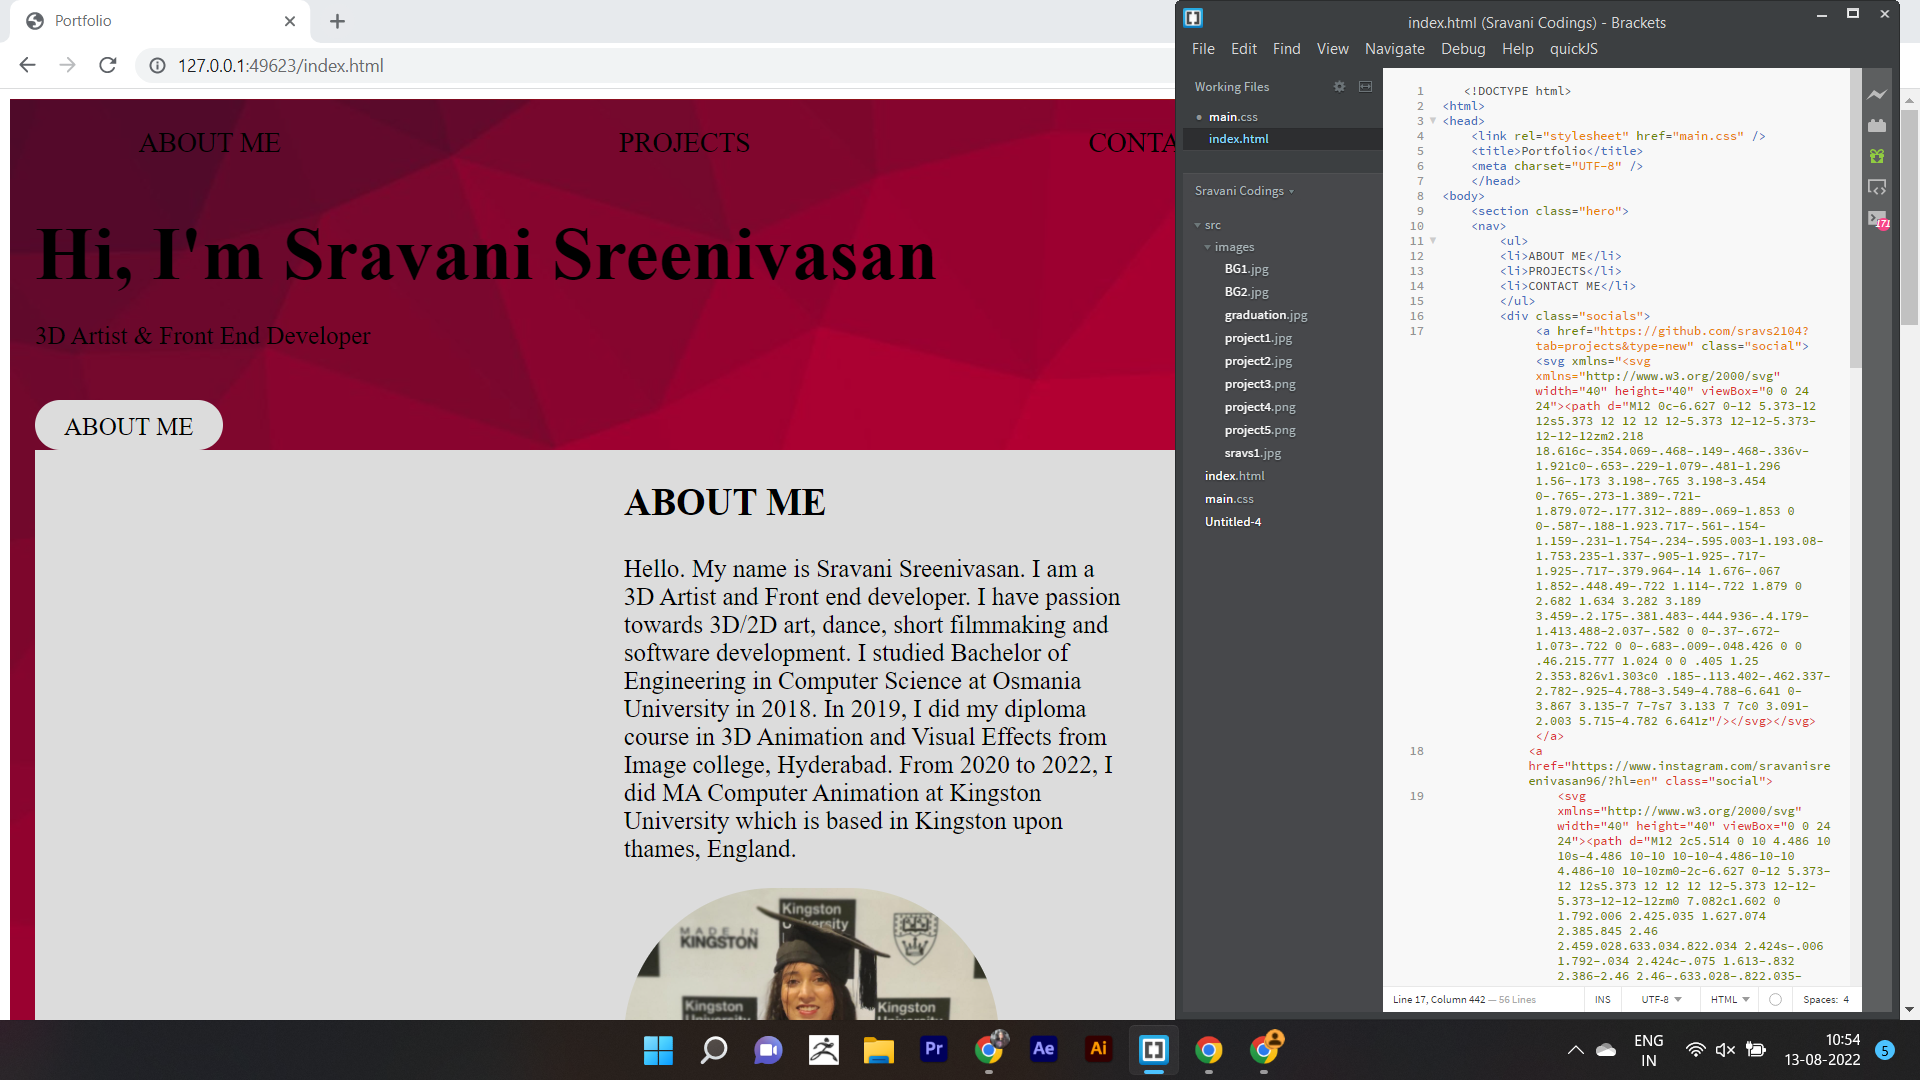 Portfolio
127.0.0.1:49623/index.html
ABOUT ME
PROJECTS
CONTA
Hi, I'm Sravani Sreenivasan
3D Artist & Front End Developer
ABOUT ME
ABOUT ME
Hello. My name is Sravani Sreenivasan. I am a
3D Artist and Front end developer. I have passion
towards 3D/2D art, dance, short filmmaking and
software development. I studied Bachelor of
Engineering in Computer Science at Osmania
University in 2018. In 2019, I did my diploma
course in 3D Animation and Visual Effects from
Image college, Hyderabad. From 2020 to 2022, I
did MA Computer Animation at Kingston
University which is based in Kingston upon
thames, England.
Kingston
University
MADE IN
KINGSTON
Kingston
Kingston
index.html (Sravani Codings) - Brackets
File Edit Find View Navigate Debug Help quickJS
Working Files
main.css
index.html
Sravani Codings
src
images
BG1.jpg
BG2.jpg
graduation.jpg
project1.jpg
project2.jpg
project3.png
project4.png
project5.png
sravs1.jpg
index.html
main.css
Untitled-4
1 <!DOCTYPE html>
2 <html>
3 <head>
4 <link rel="stylesheet" href="main.css" />
5 <title>Portfolio</title>
6 <meta charset="UTF-8" />
7 </head>
8 <body>
9 <section class="hero">
10 <nav>
11 <ul>
12 <li>ABOUT ME</li>
13 <li>PROJECTS</li>
14 <li>CONTACT ME</li>
15 </ul>
16 <div class="socials">
17 <a href="https://github.com/sravs2104?
tab=projects&type=new" class="social">
<svg xmlns="<svg
xmlns="http://www.w3.org/2000/svg"
width="40" height="40" viewBox="0 0 24
24"><path d="M12 0c-6.627 0-12 5.373-12
12s5.373 12 12 12 12-5.373 12-12-5.373-
12-12-12zm2.218
18.616c-.354.069-.468-.149-.468-.336v-
1.921c0-.653-.229-1.079-.481-1.296
1.56-.173 3.198-.765 3.198-3.454
0-.765-.273-1.389-.721-
1.879.072-.177.312-.889-.069-1.853 0
0-.587-.188-1.923.717-.561-.154-
1.159-.231-1.754-.234-.595.003-1.193.08-
1.753.235-1.337-.905-1.925-.717-
1.925-.717-.379.964-.14 1.676-.067
1.852-.448.49-.722 1.114-.722 1.879 0
2.682 1.634 3.282 3.189
3.459-.2.175-.381.483-.444.936-.4.179-
1.413.488-2.037-.582 0 0-.37-.672-
1.073-.722 0 0-.683-.009-.048.426 0 0
.46.215.777 1.024 0 0 .405 1.25
2.353.826v1.303c0 .185-.113.402-.462.337-
2.782-.925-4.788-3.549-4.788-6.641 0-
3.867 3.135-7 7-7s7 3.133 7 7c0 3.091-
2.003 5.715-4.782 6.641z"/></svg></svg>
</a>
18 <a
href="https://www.instagram.com/sravanisre
enivasan96/?hl=en" class="social">
19 <svg
xmlns="http://www.w3.org/2000/svg"
width="40" height="40" viewBox="0 0 24
24"><path d="M12 2c5.514 0 10 4.486 10
10s-4.486 10-10 10-10-4.486-10-10
4.486-10 10-10zm0-2c-6.627 0-12 5.373-
12 12s5.373 12 12 12 12-5.373 12-12-
5.373-12-12-12zm0 7.082c1.602 0
1.792.006 2.425.035 1.627.074
2.385.845 2.46
2.459.028.633.034.822.034 2.424s-.006
1.792-.034 2.424c-.075 1.613-.832
2.386-2.46 2.46-.633.028-.822.035-
171
Line 17, Column 442 — 56 Lines
INS
UTF-8
HTML
Spaces: 4
Pr
Ae
Ai
ENG
IN
10:54
13-08-2022
5